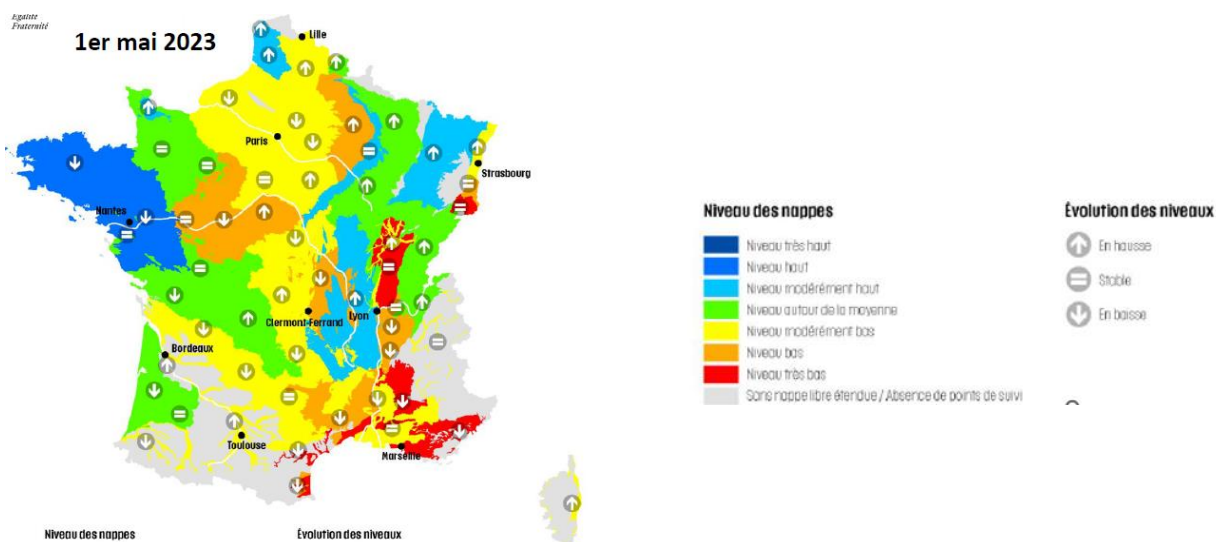 Egalité
Fraternité
1er mai 2023
Lille
Paris
Strasbourg
Nantes
Clermont-Ferrand
Lyon
Bordeaux
Toulouse
Marseille
Niveau des nappes
Évolution des niveaux
Niveau des nappes
Niveau très haut
Niveau haut
Niveau modérément haut
Niveau autour de la moyenne
Niveau modérément bas
Niveau bas
Niveau très bas
Sans nappe libre étendue / Absence de points de suivi
Évolution des niveaux
En hausse
Stable
En baisse